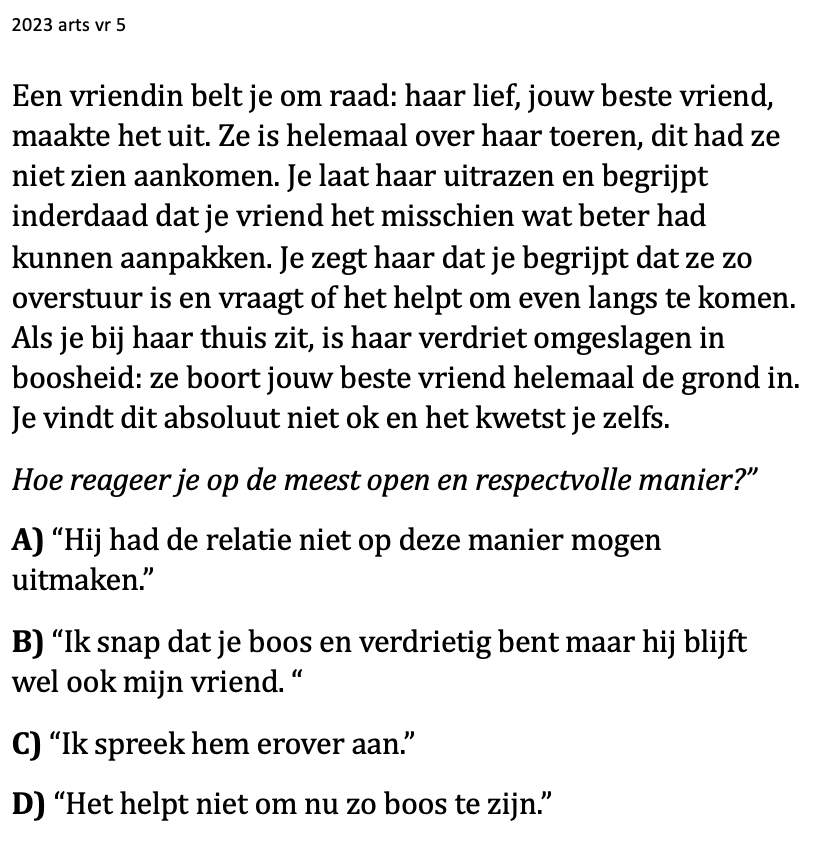 2023 arts vr 5
Een vriendin belt je om raad: haar lief, jouw beste vriend,
maakte het uit. Ze is helemaal over haar toeren, dit had ze
niet zien aankomen. Je laat haar uitrazen en begrijpt
inderdaad dat je vriend het misschien wat beter had
kunnen aanpakken. Je zegt haar dat je begrijpt dat ze zo
overstuur is en vraagt of het helpt om even langs te komen.
Als je bij haar thuis zit, is haar verdriet omgeslagen in
boosheid: ze boort jouw beste vriend helemaal de grond in.
Je vindt dit absoluut niet ok en het kwetst je zelfs.
Hoe reageer je op de meest open en respectvolle manier?”
A) “Hij had de relatie niet op deze manier mogen
uitmaken.”
B) “Ik snap dat je boos en verdrietig bent maar hij blijft
wel ook mijn vriend. “
C) “Ik spreek hem erover aan.”
D) “Het helpt niet om nu zo boos te zijn.”